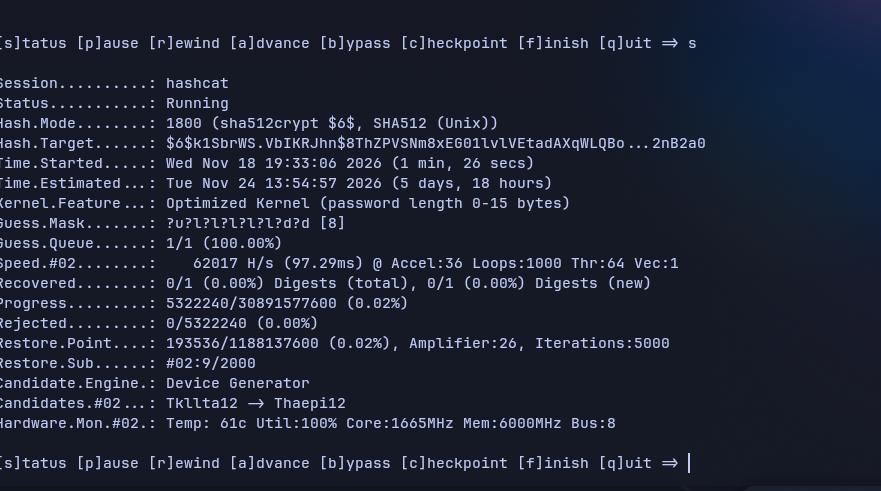 [s]tatus [p]ause [r]ewind [a]dvance [b]ypass [c]heckpoint [f]inish [q]uit => s
Session..........: hashcat
Status...........: Running
Hash.Mode........: 1800 (sha512crypt $6$, SHA512 (Unix))
Hash.Target......: $6$k1SbrWS.VbIKRJhn$8ThZPVSNm8xEG01lvlVEtadAXqWLQBo...2nB2a0
Time.Started.....: Wed Nov 18 19:33:06 2026 (1 min, 26 secs)
Time.Estimated...: Tue Nov 24 13:54:57 2026 (5 days, 18 hours)
Kernel.Feature...: Optimized Kernel (password length 0-15 bytes)
Guess.Mask.......: ?u?l?l?l?l?l?d?d [8]
Guess.Queue......: 1/1 (100.00%)
Speed.#02........:    62017 H/s (97.29ms) @ Accel:36 Loops:1000 Thr:64 Vec:1
Recovered........: 0/1 (0.00%) Digests (total), 0/1 (0.00%) Digests (new)
Progress.........: 5322240/30891577600 (0.02%)
Rejected.........: 0/5322240 (0.00%)
Restore.Point....: 193536/1188137600 (0.02%), Amplifier:26, Iterations:5000
Restore.Sub......: #02:9/2000
Candidate.Engine.: Device Generator
Candidates.#02...: Tkllta12 -> Thaepi12
Hardware.Mon.#02.: Temp: 61c Util:100% Core:1665MHz Mem:6000MHz Bus:8
[s]tatus [p]ause [r]ewind [a]dvance [b]ypass [c]heckpoint [f]inish [q]uit =>